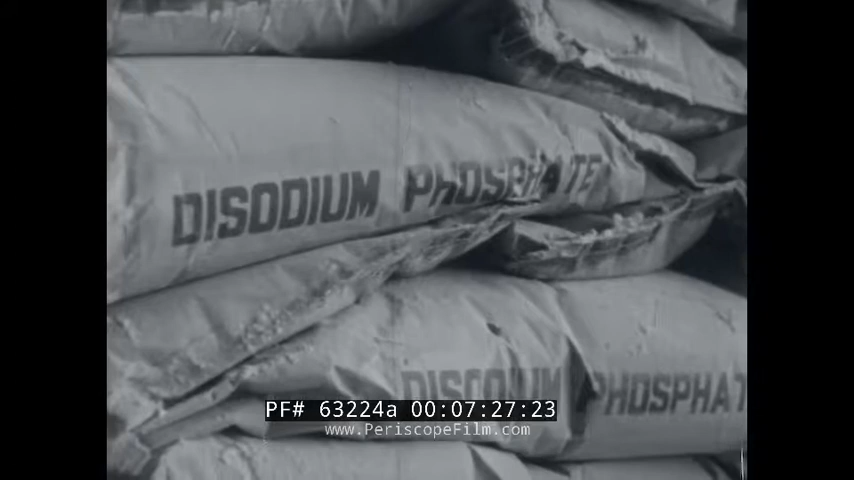 DISODIUM PHOSPHATE
DISODIUM PHOSPHAT
PF# 63224a 00:07:27:23
www.PeriscopeFilm.com